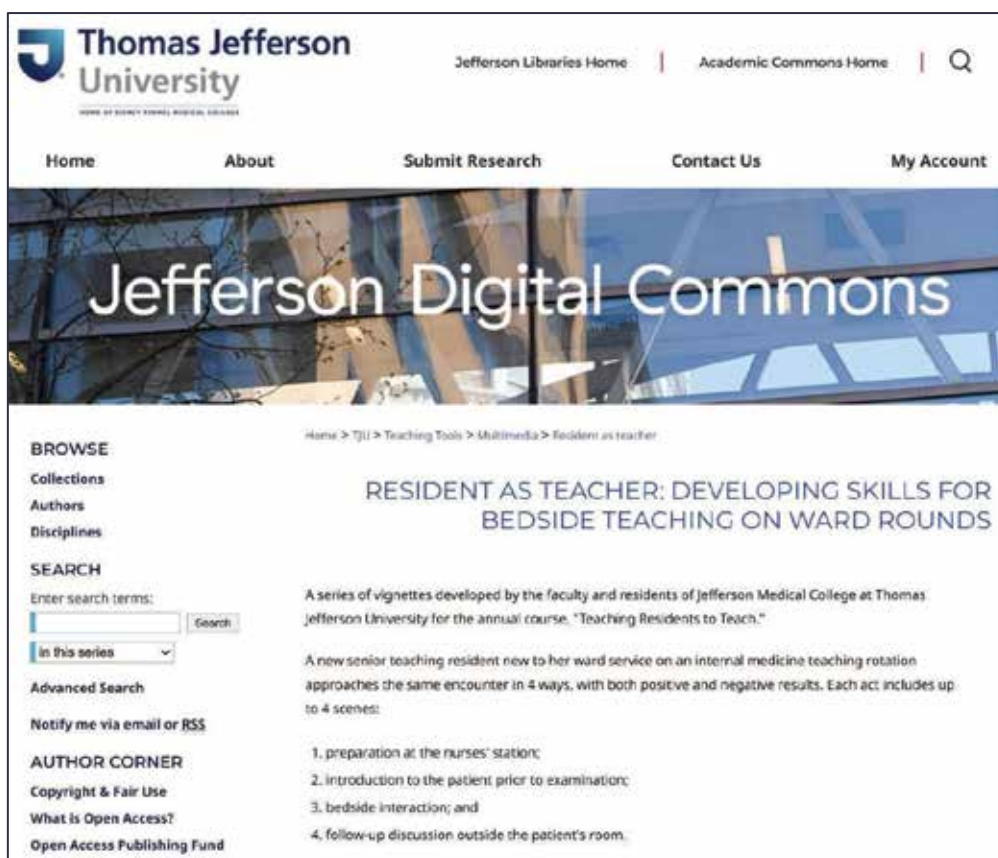 Thomas Jefferson
University
HOME OF SIDNEY KIMMEL MEDICAL COLLEGE
Jefferson Libraries Home | Academic Commons Home |
Home About Submit Research Contact Us My Account
Jefferson Digital Commons
BROWSE
Collections
Authors
Disciplines
SEARCH
Enter search terms:
Search
in this series
Advanced Search
Notify me via email or RSS
AUTHOR CORNER
Copyright & Fair Use
What is Open Access?
Open Access Publishing Fund
Home > TJU > Teaching Tools > Multimedia > Resident as teacher
RESIDENT AS TEACHER: DEVELOPING SKILLS FOR
BEDSIDE TEACHING ON WARD ROUNDS
A series of vignettes developed by the faculty and residents of Jefferson Medical College at Thomas
Jefferson University for the annual course, "Teaching Residents to Teach."
A new senior teaching resident new to her ward service on an internal medicine teaching rotation
approaches the same encounter in 4 ways, with both positive and negative results. Each act includes up
to 4 scenes:
1. preparation at the nurses' station;
2. introduction to the patient prior to examination;
3. bedside interaction; and
4. follow-up discussion outside the patient's room.